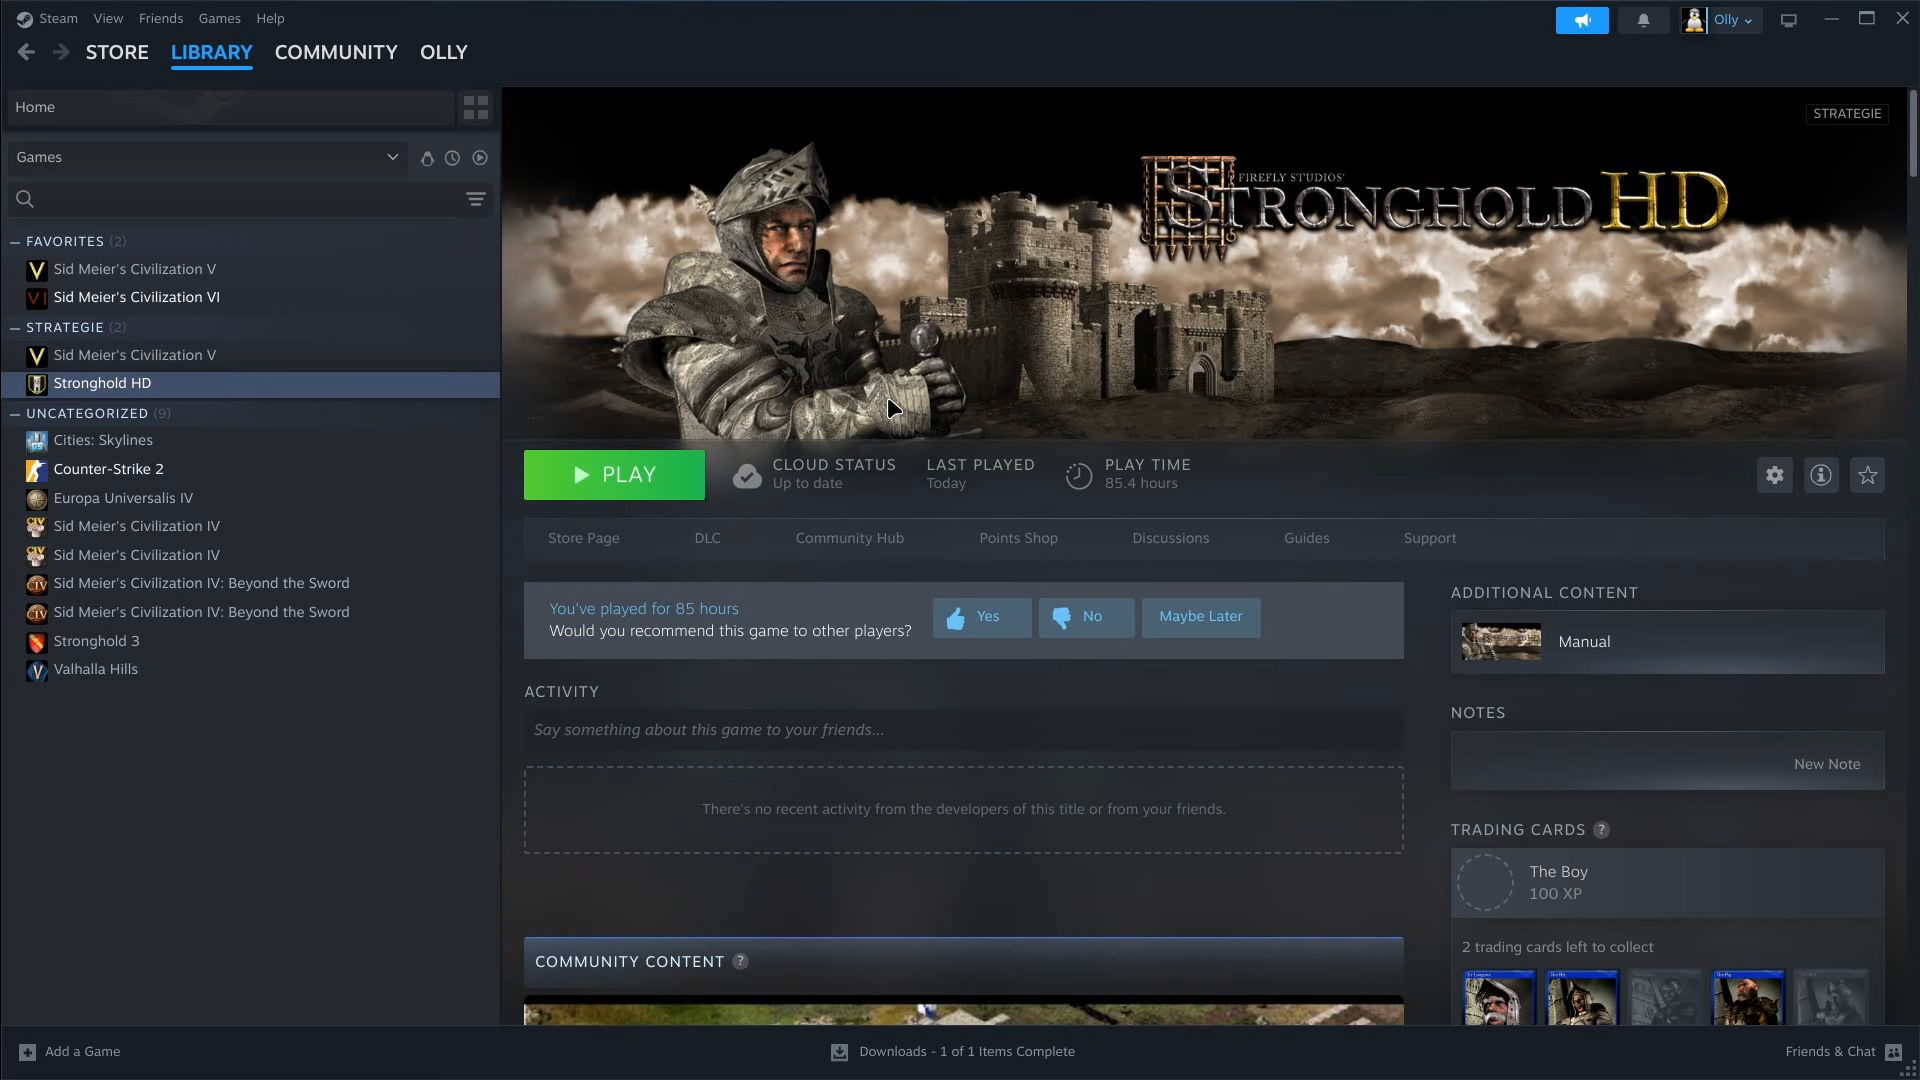 Steam View Friends Games Help
Olly
STORE LIBRARY COMMUNITY OLLY
Home
Games
FAVORITES (2)
Sid Meier's Civilization V
Sid Meier's Civilization VI
STRATEGIE (2)
Sid Meier's Civilization V
Stronghold HD
UNCATEGORIZED (9)
Cities: Skylines
Counter-Strike 2
Europa Universalis IV
Sid Meier's Civilization IV
Sid Meier's Civilization IV
Sid Meier's Civilization IV: Beyond the Sword
Sid Meier's Civilization IV: Beyond the Sword
Stronghold 3
Valhalla Hills
STRATEGIE
FIREFLY STUDIOS'
STRONGHOLD HD
PLAY
CLOUD STATUS
Up to date
LAST PLAYED
Today
PLAY TIME
85.4 hours
Store Page DLC Community Hub Points Shop Discussions Guides Support
You've played for 85 hours
Would you recommend this game to other players?
Yes No Maybe Later
ACTIVITY
Say something about this game to your friends...
There's no recent activity from the developers of this title or from your friends.
COMMUNITY CONTENT ?
ADDITIONAL CONTENT
Manual
NOTES
New Note
TRADING CARDS ?
The Boy
100 XP
2 trading cards left to collect
Add a Game
Downloads - 1 of 1 Items Complete
Friends & Chat